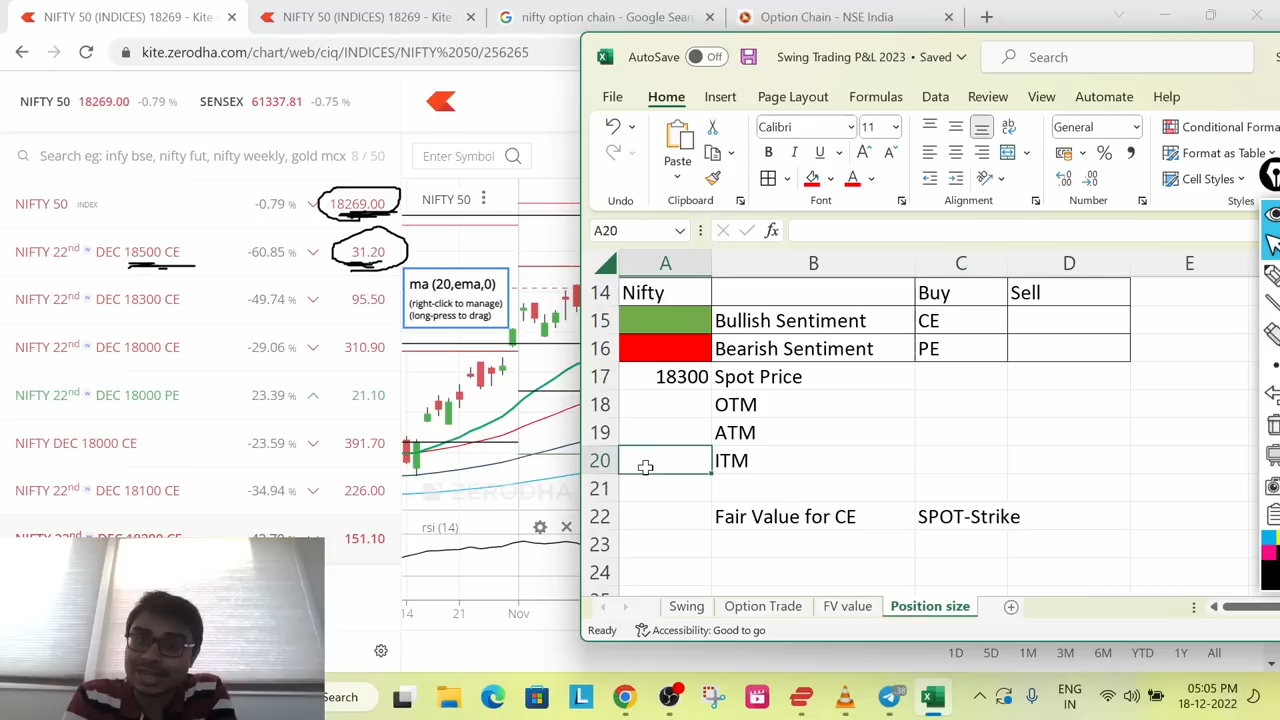 NIFTY 50 (INDICES) 18269 - Kite
NIFTY 50 (INDICES) 18269 - Kite
nifty option chain - Google Sear
Option Chain - NSE India
kite.zerodha.com/chart/web/ciq/INDICES/NIFTY%2050/256265
NIFTY 50 18269.00 -0.79 % SENSEX 61337.81 -0.75 %
Search eg: infy bse, nifty fut, nifty weekly, gold mcx 8 / 50
NIFTY 50 INDEX -0.79 % 18269.00
NIFTY 22nd w DEC 18500 CE -60.85 % 31.20
NIFTY 22nd w DEC 18300 CE -49.74 % 95.50
NIFTY 22nd w DEC 18000 CE -29.06 % 310.90
NIFTY 22nd w DEC 18000 PE 23.39 % 21.10
NIFTY DEC 18000 CE -23.59 % 391.70
NIFTY 22nd w DEC 18100 CE -34.94 % 226.00
151.10
Enter Symbol
NIFTY 50
ma (20,ema,0)
(right-click to manage)
(long-press to drag)
ZERODHA
rsi (14)
14 21 Nov
AutoSave Off Swing Trading P&L 2023 • Saved Search
File Home Insert Page Layout Formulas Data Review View Automate Help
Paste
Calibri 11
B I U A A A
General
Conditional Forma
Format as Table
Cell Styles
Undo Clipboard Font Alignment Number Styles
A20 fx
A B C D E
14 Nifty Buy Sell
15 Bullish Sentiment CE
16 Bearish Sentiment PE
17 18300 Spot Price
18 OTM
19 ATM
20 ITM
21
22 Fair Value for CE SPOT-Strike
23
24
Swing Option Trade FV value Position size
Ready Accessibility: Good to go
1D 5D 1M 3M 6M YTD 1Y All
Search
38
ENG
IN
05:05 PM
18-12-2022